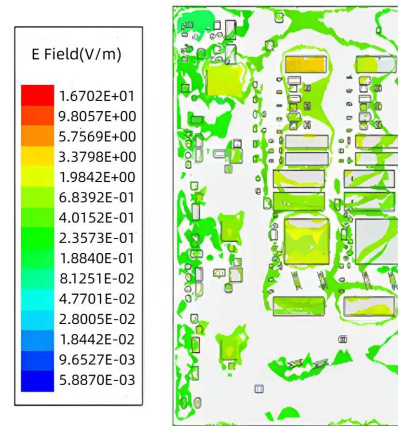 E Field(V/m)
1.6702E+01
9.8057E+00
5.7569E+00
3.3798E+00
1.9842E+00
6.8392E-01
4.0152E-01
2.3573E-01
1.8840E-01
8.1251E-02
4.7701E-02
2.8005E-02
1.8442E-02
9.6527E-03
5.8870E-03